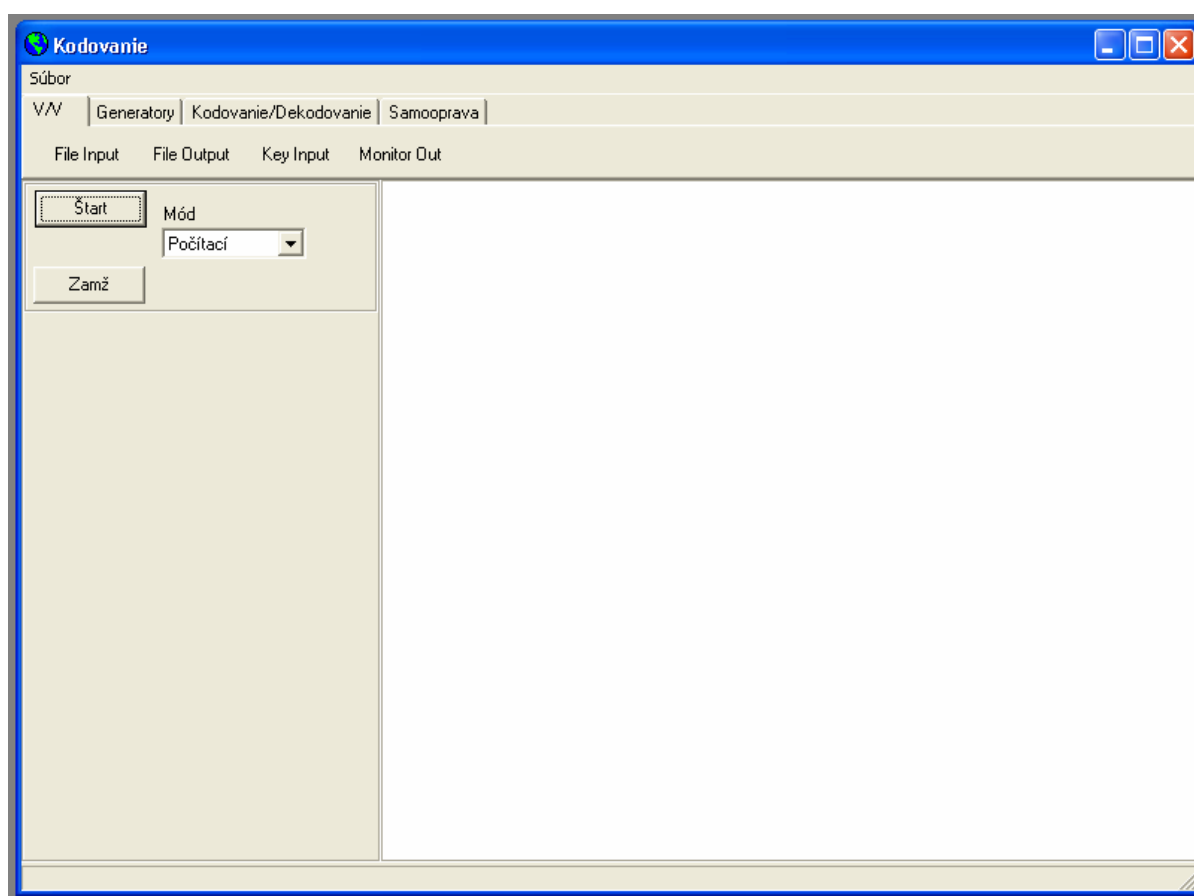 Kodovanie
Súbor
V/V Generatory Kodovanie/Dekodovanie Samooprava
File Input File Output Key Input Monitor Out
Štart
Mód
Počítací
Zamž